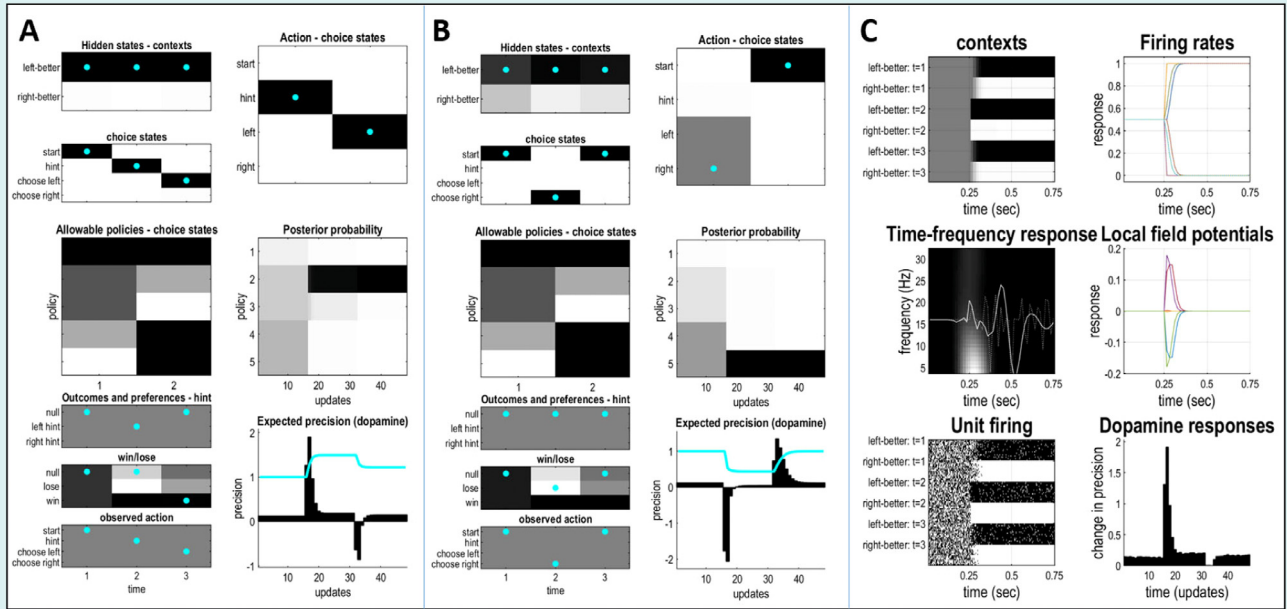 A
Hidden states - contexts
left-better
right-better
choice states
start
hint
choose left
choose right
Action - choice states
start
hint
left
right
Allowable policies - choice states
policy
1 2
Posterior probability
policy
1
2
3
4
5
10 20 30 40
updates
Outcomes and preferences - hint
null
left hint
right hint
win/lose
null
lose
win
observed action
start
hint
choose left
choose right
1 2 3
time
Expected precision (dopamine)
precision
2
1
0
-1
10 20 30 40
updates
B
Hidden states - contexts
left-better
right-better
choice states
start
hint
choose left
choose right
Action - choice states
start
hint
left
right
Allowable policies - choice states
policy
1 2
Posterior probability
policy
1
2
3
4
5
10 20 30 40
updates
Outcomes and preferences - hint
null
left hint
right hint
win/lose
null
lose
win
observed action
start
hint
choose left
choose right
1 2 3
time
Expected precision (dopamine)
precision
1
0
-1
-2
10 20 30 40
updates
C
contexts
left-better: t=1
right-better: t=1
left-better: t=2
right-better: t=2
left-better: t=3
right-better: t=3
0.25 0.5 0.75
time (sec)
Firing rates
response
1
0.8
0.6
0.4
0.2
0
0.25 0.5 0.75
time (sec)
Time-frequency response
frequency (Hz)
30
25
20
15
10
5
0.25 0.5 0.75
time (sec)
Local field potentials
response
0.2
0.1
0
-0.1
-0.2
0.25 0.5 0.75
time (sec)
Unit firing
left-better: t=1
right-better: t=1
left-better: t=2
right-better: t=2
left-better: t=3
right-better: t=3
0.25 0.5 0.75
time (sec)
Dopamine responses
change in precision
2
1.5
1
0.5
0
10 20 30 40
time (updates)